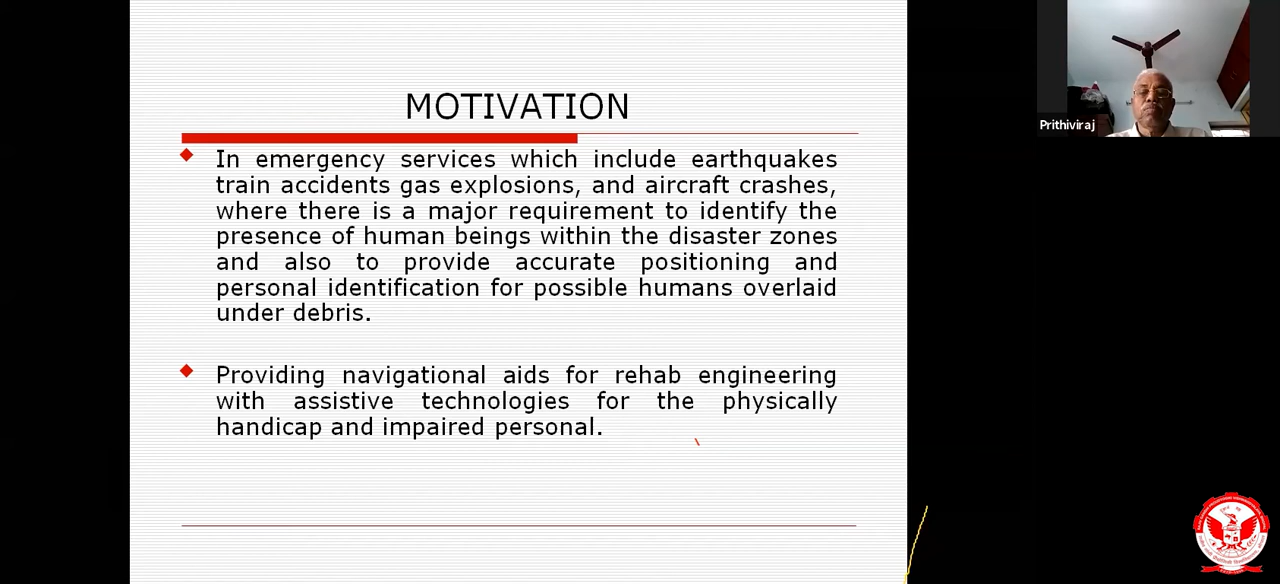 MOTIVATION
In emergency services which include earthquakes
train accidents gas explosions, and aircraft crashes,
where there is a major requirement to identify the
presence of human beings within the disaster zones
and also to provide accurate positioning and
personal identification for possible humans overlaid
under debris.
Providing navigational aids for rehab engineering
with assistive technologies for the physically
handicap and impaired personal.
Prithiviraj